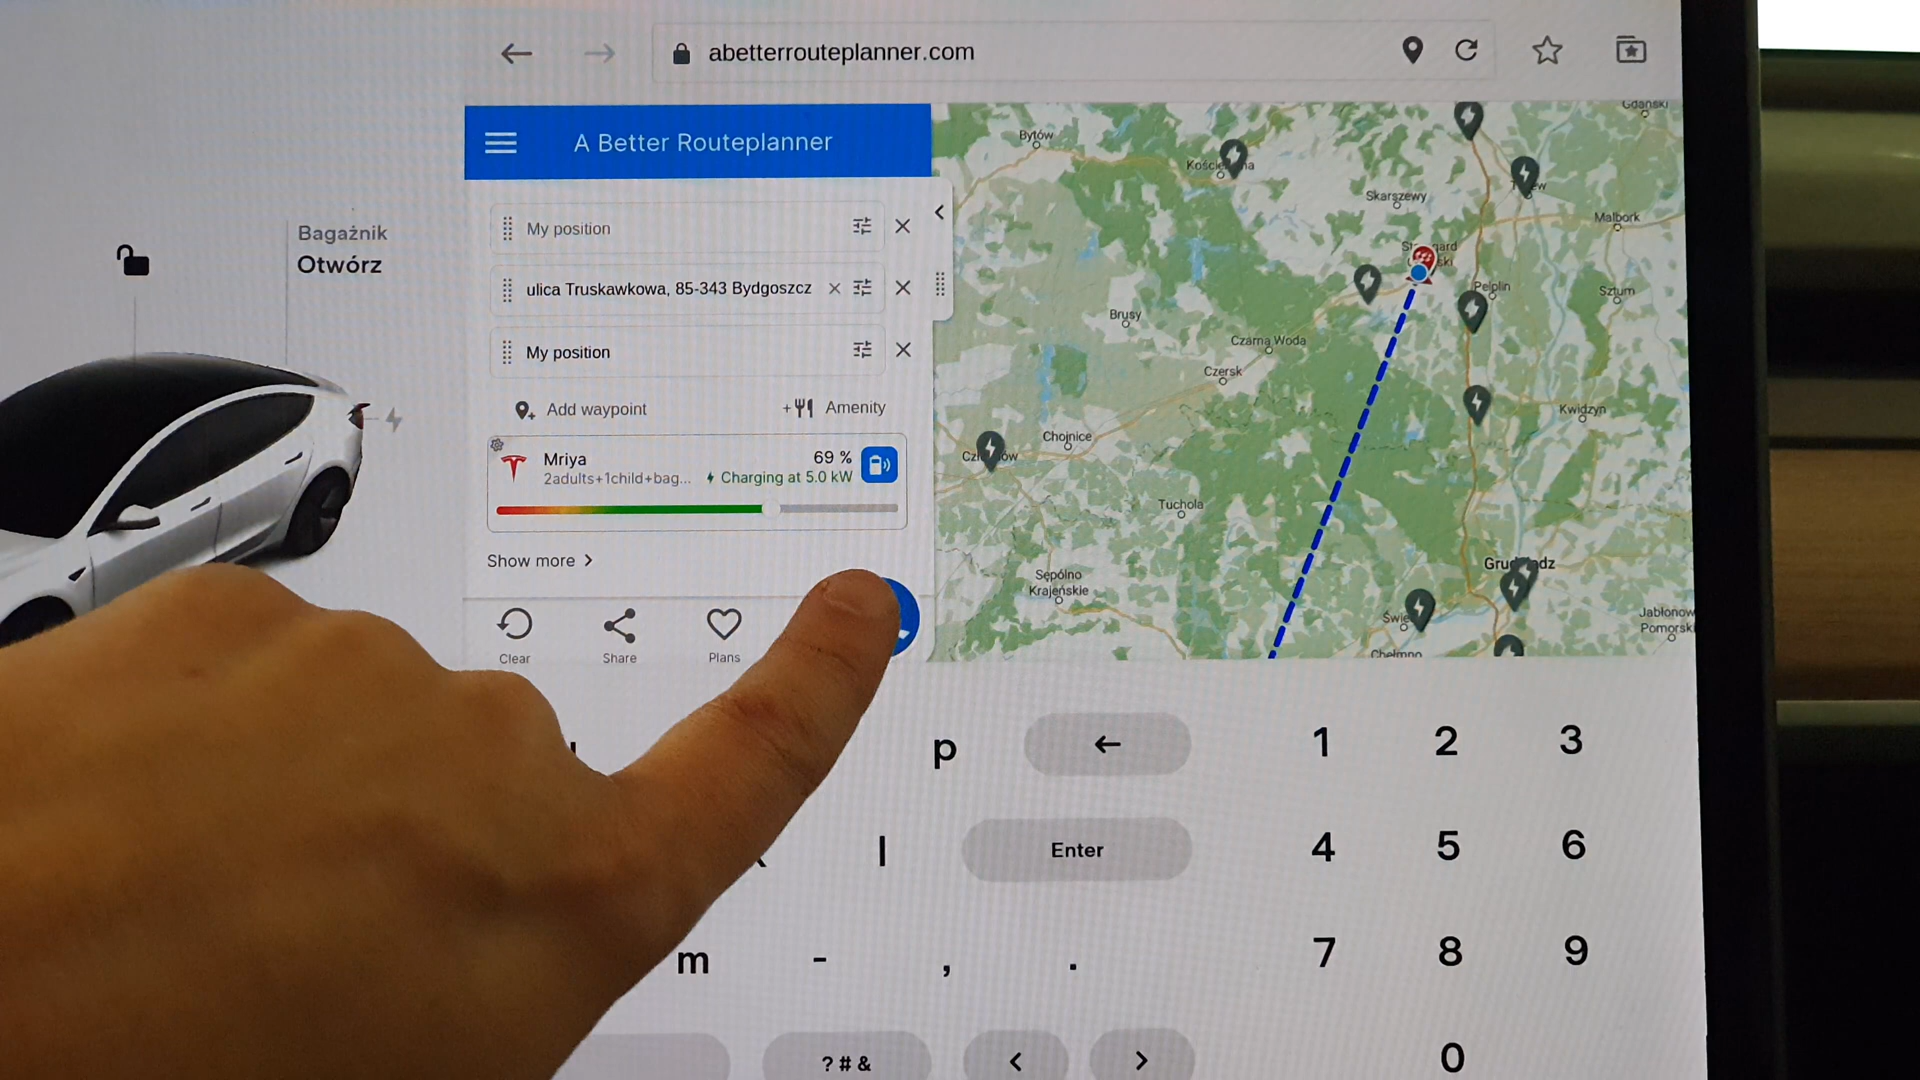 abetterrouteplanner.com
Bagażnik
Otwórz
A Better Routeplanner
My position
ulica Truskawkowa, 85-343 Bydgoszcz
My position
Add waypoint
+ Amenity
Mriya
69 %
2adults+1child+bag...
Charging at 5.0 kW
Show more
Clear
Share
Plans
Gdański
Bytów
Skarszewy
Malbork
Pelplin
Sztum
Brusy
Czarna Woda
Czersk
Kwidzyn
Chojnice
Tuchola
Sępólno
Krajeńskie
Jabłonow
Pomorski
Chełmno
p
1
2
3
l
Enter
4
5
6
m
-
,
.
7
8
9
?#&
<
>
0